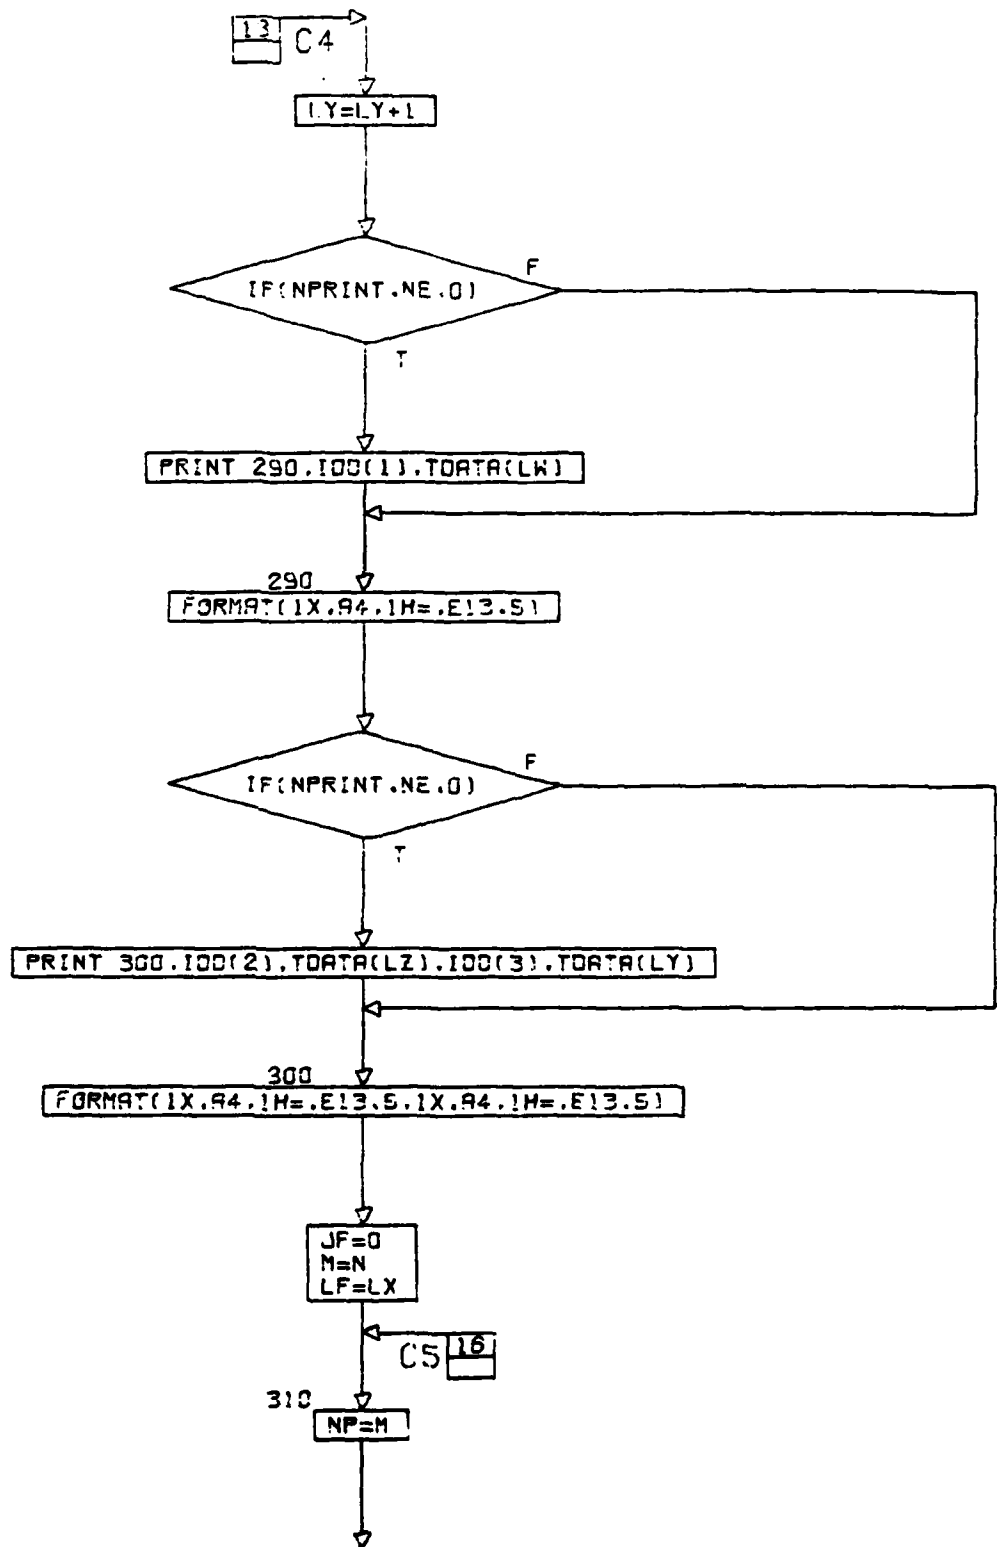 13
C4
LY=LY+1
IF(NPRINT.NE.0)
F
T
PRINT 290.IDD(1).TDATA(LW)
290
FORMAT(1X.A4.1H=.E13.5)
IF(NPRINT.NE.0)
F
T
PRINT 300.IDD(2).TDATA(LZ).IDD(3).TDATA(LY)
300
FORMAT(1X.A4.1H=.E13.5.1X.A4.1H=.E13.5)
JF=0
M=N
LF=LX
C5
16
310
NP=M